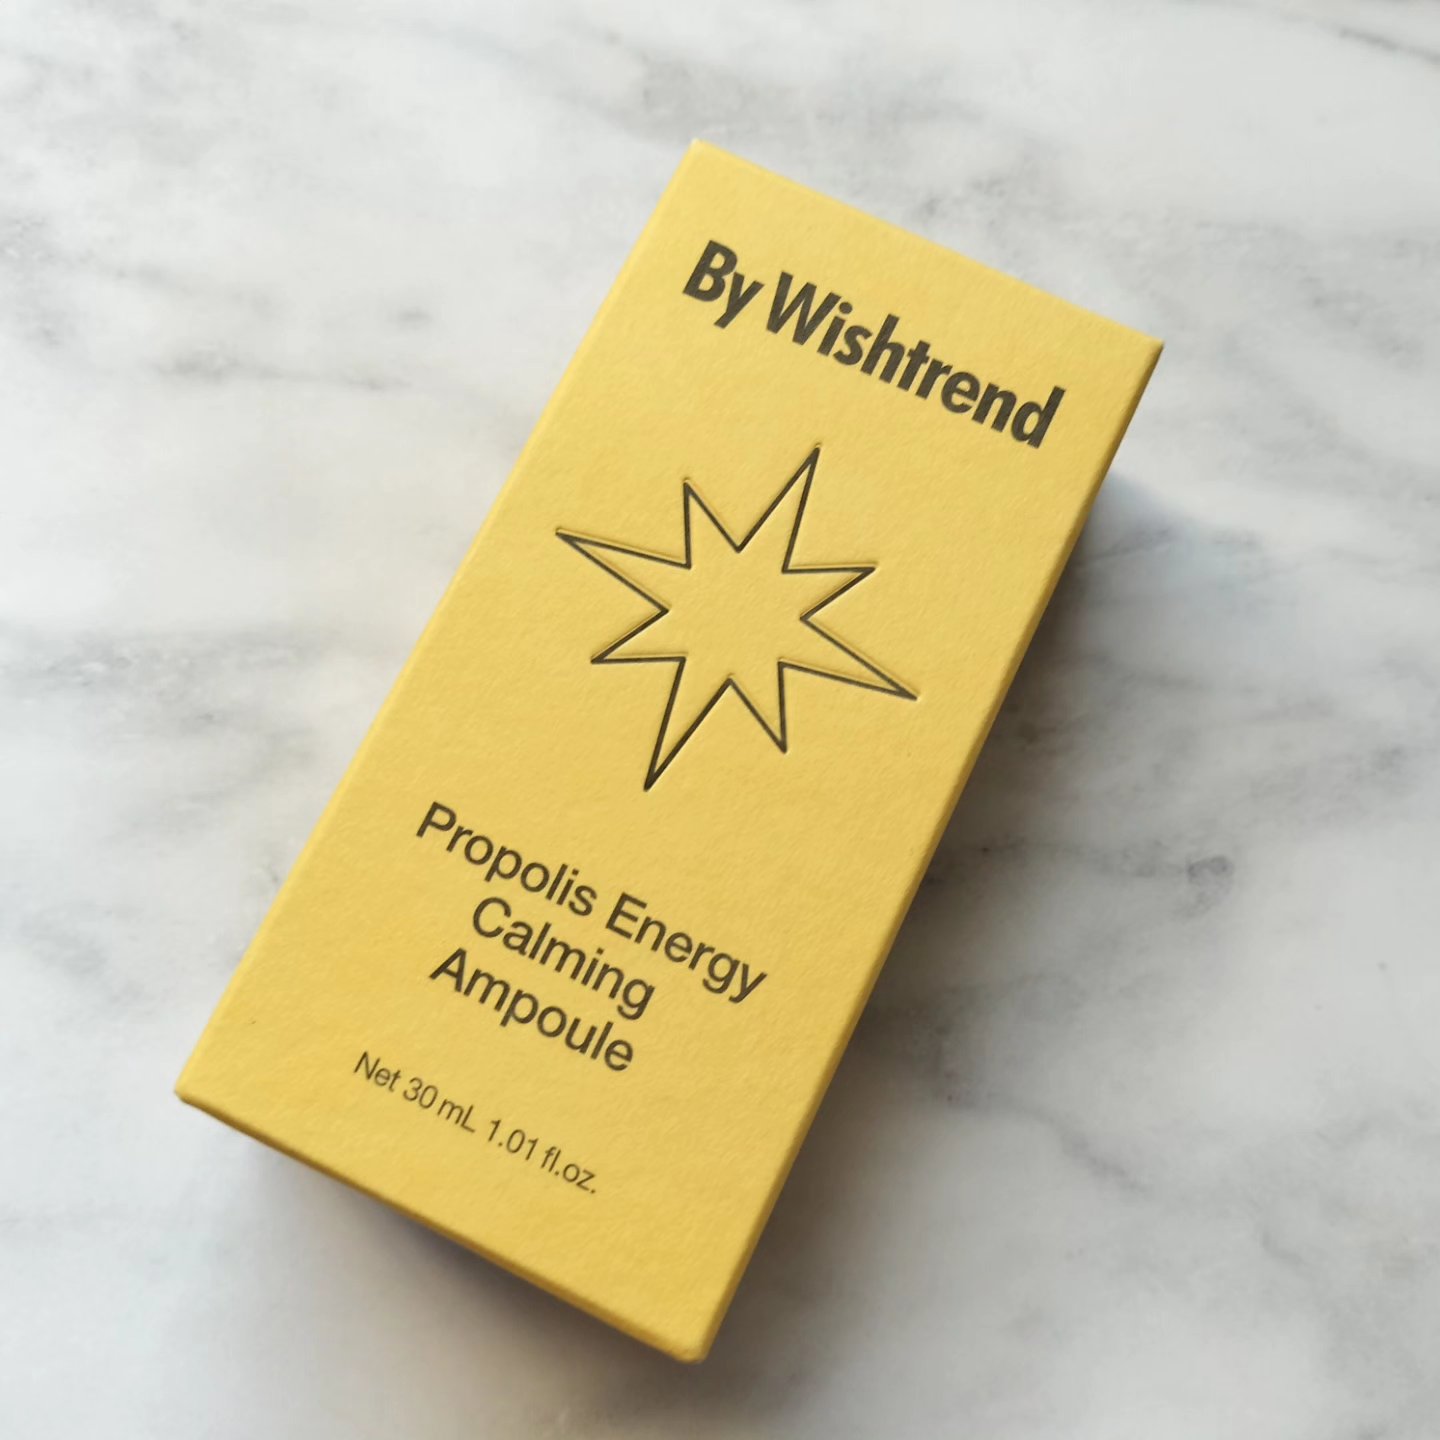 By Wishtrend
Propolis Energy
Calming
Ampoule
Net 30 mL 1.01 fl.oz.